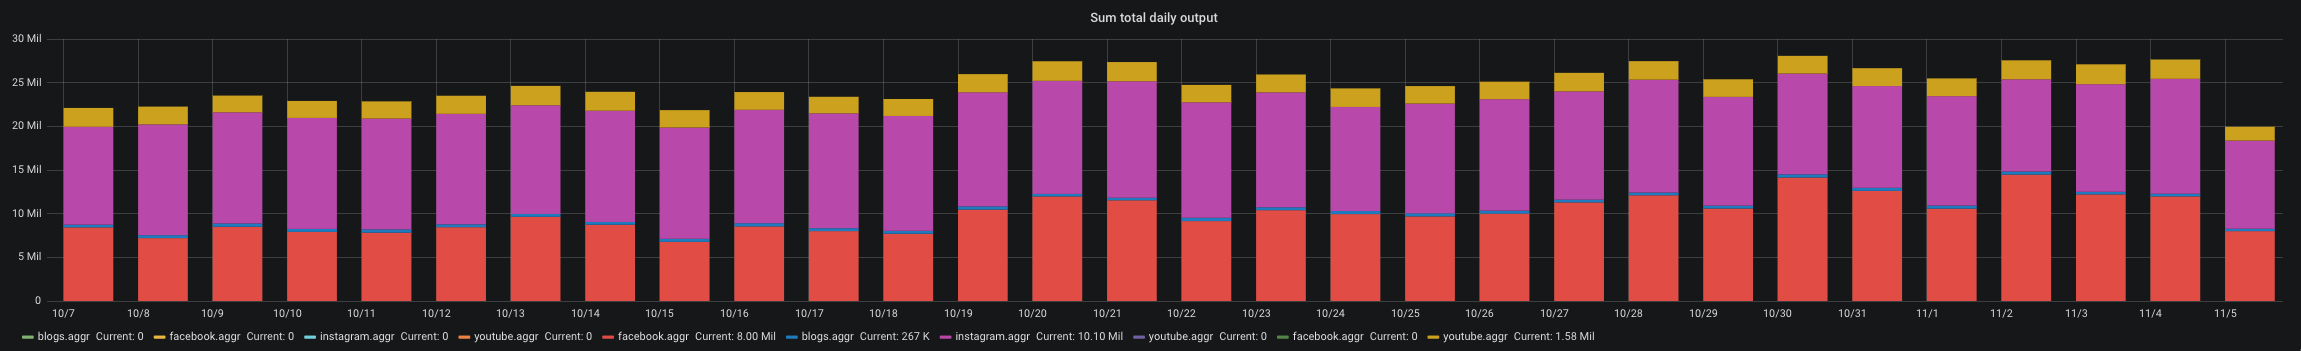 Sum total daily output
30 Mil
25 Mil
20 Mil
15 Mil
10 Mil
5 Mil
0
10/7 10/8 10/9 10/10 10/11 10/12 10/13 10/14 10/15 10/16 10/17 10/18 10/19 10/20 10/21 10/22 10/23 10/24 10/25 10/26 10/27 10/28 10/29 10/30 10/31 11/1 11/2 11/3 11/4 11/5
blogs.aggr Current: 0 facebook.aggr Current: 0 instagram.aggr Current: 0 youtube.aggr Current: 0 facebook.aggr Current: 8.00 Mil blogs.aggr Current: 267 K instagram.aggr Current: 10.10 Mil youtube.aggr Current: 0 facebook.aggr Current: 0 youtube.aggr Current: 1.58 Mil